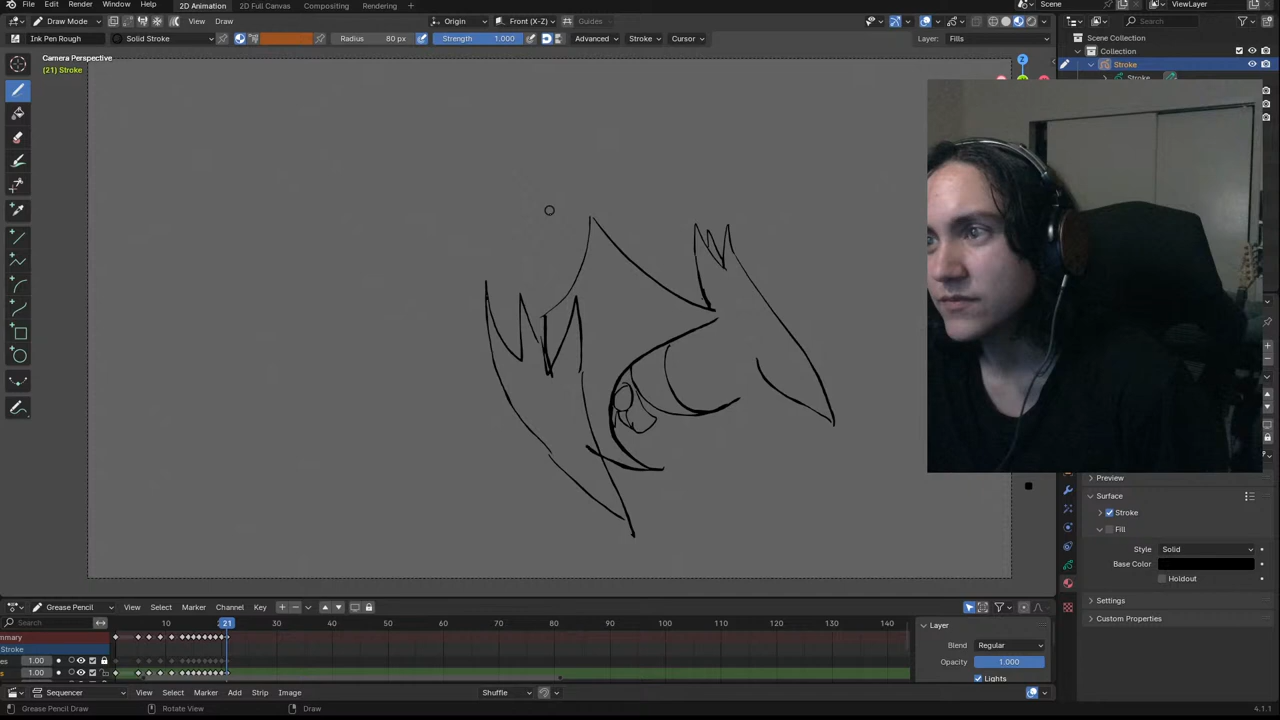 File Edit Render Window Help 2D Animation 2D Full Canvas Compositing Rendering + Scene ViewLayer
Draw Mode View Draw Origin Front (X-Z) Guides
Ink Pen Rough Solid Stroke Radius 80 px Strength 1.000 Advanced Stroke Cursor Layer: Fills
Scene Collection
Collection
Stroke
Stroke
Camera Perspective
(21) Stroke
Preview
Surface
Stroke
Fill
Style Solid
Base Color
Holdout
Settings
Custom Properties
Grease Pencil View Select Marker Channel Key
Search 10 21 30 40 50 60 70 80 90 100 110 120 130 140
mmary
Stroke
es 1.00
s 1.00
Layer
Blend Regular
Opacity 1.000
Lights
Sequencer View Select Marker Add Strip Image Shuffle
Grease Pencil Draw Rotate View Draw 4.1.1